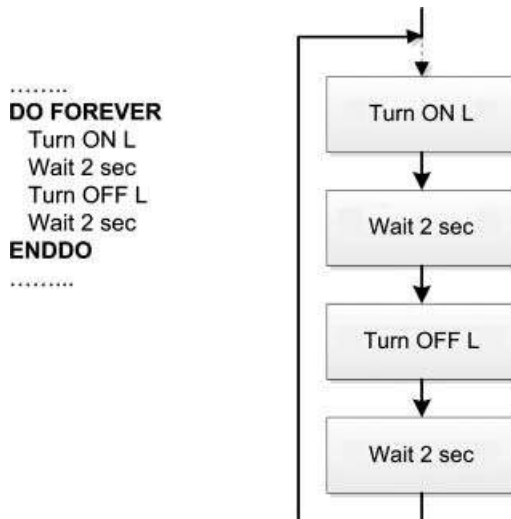 ........
DO FOREVER
Turn ON L
Wait 2 sec
Turn OFF L
Wait 2 sec
ENDDO
.........
Turn ON L
Wait 2 sec
Turn OFF L
Wait 2 sec